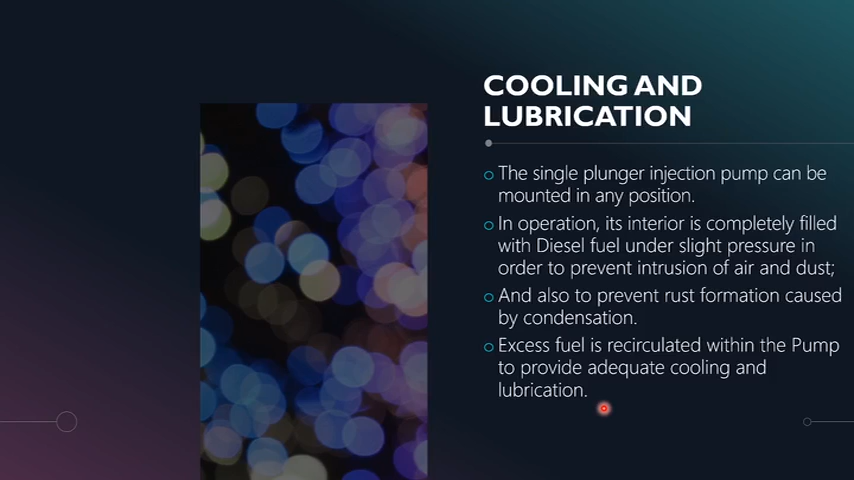 COOLING AND
LUBRICATION
The single plunger injection pump can be
mounted in any position.
In operation, its interior is completely filled
with Diesel fuel under slight pressure in
order to prevent intrusion of air and dust;
And also to prevent rust formation caused
by condensation.
Excess fuel is recirculated within the Pump
to provide adequate cooling and
lubrication.